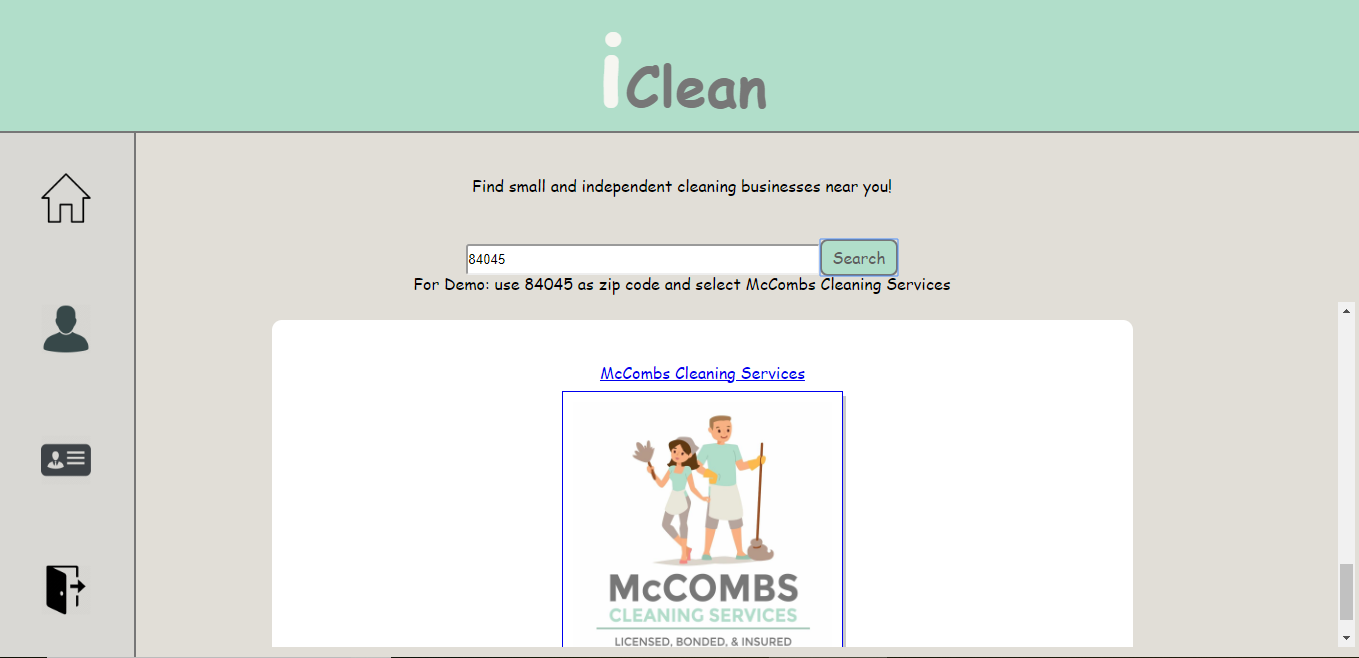 iClean
Find small and independent cleaning businesses near you!
84045
Search
For Demo: use 84045 as zip code and select McCombs Cleaning Services
McCombs Cleaning Services
McCOMBS
CLEANING SERVICES
LICENSED, BONDED, & INSURED